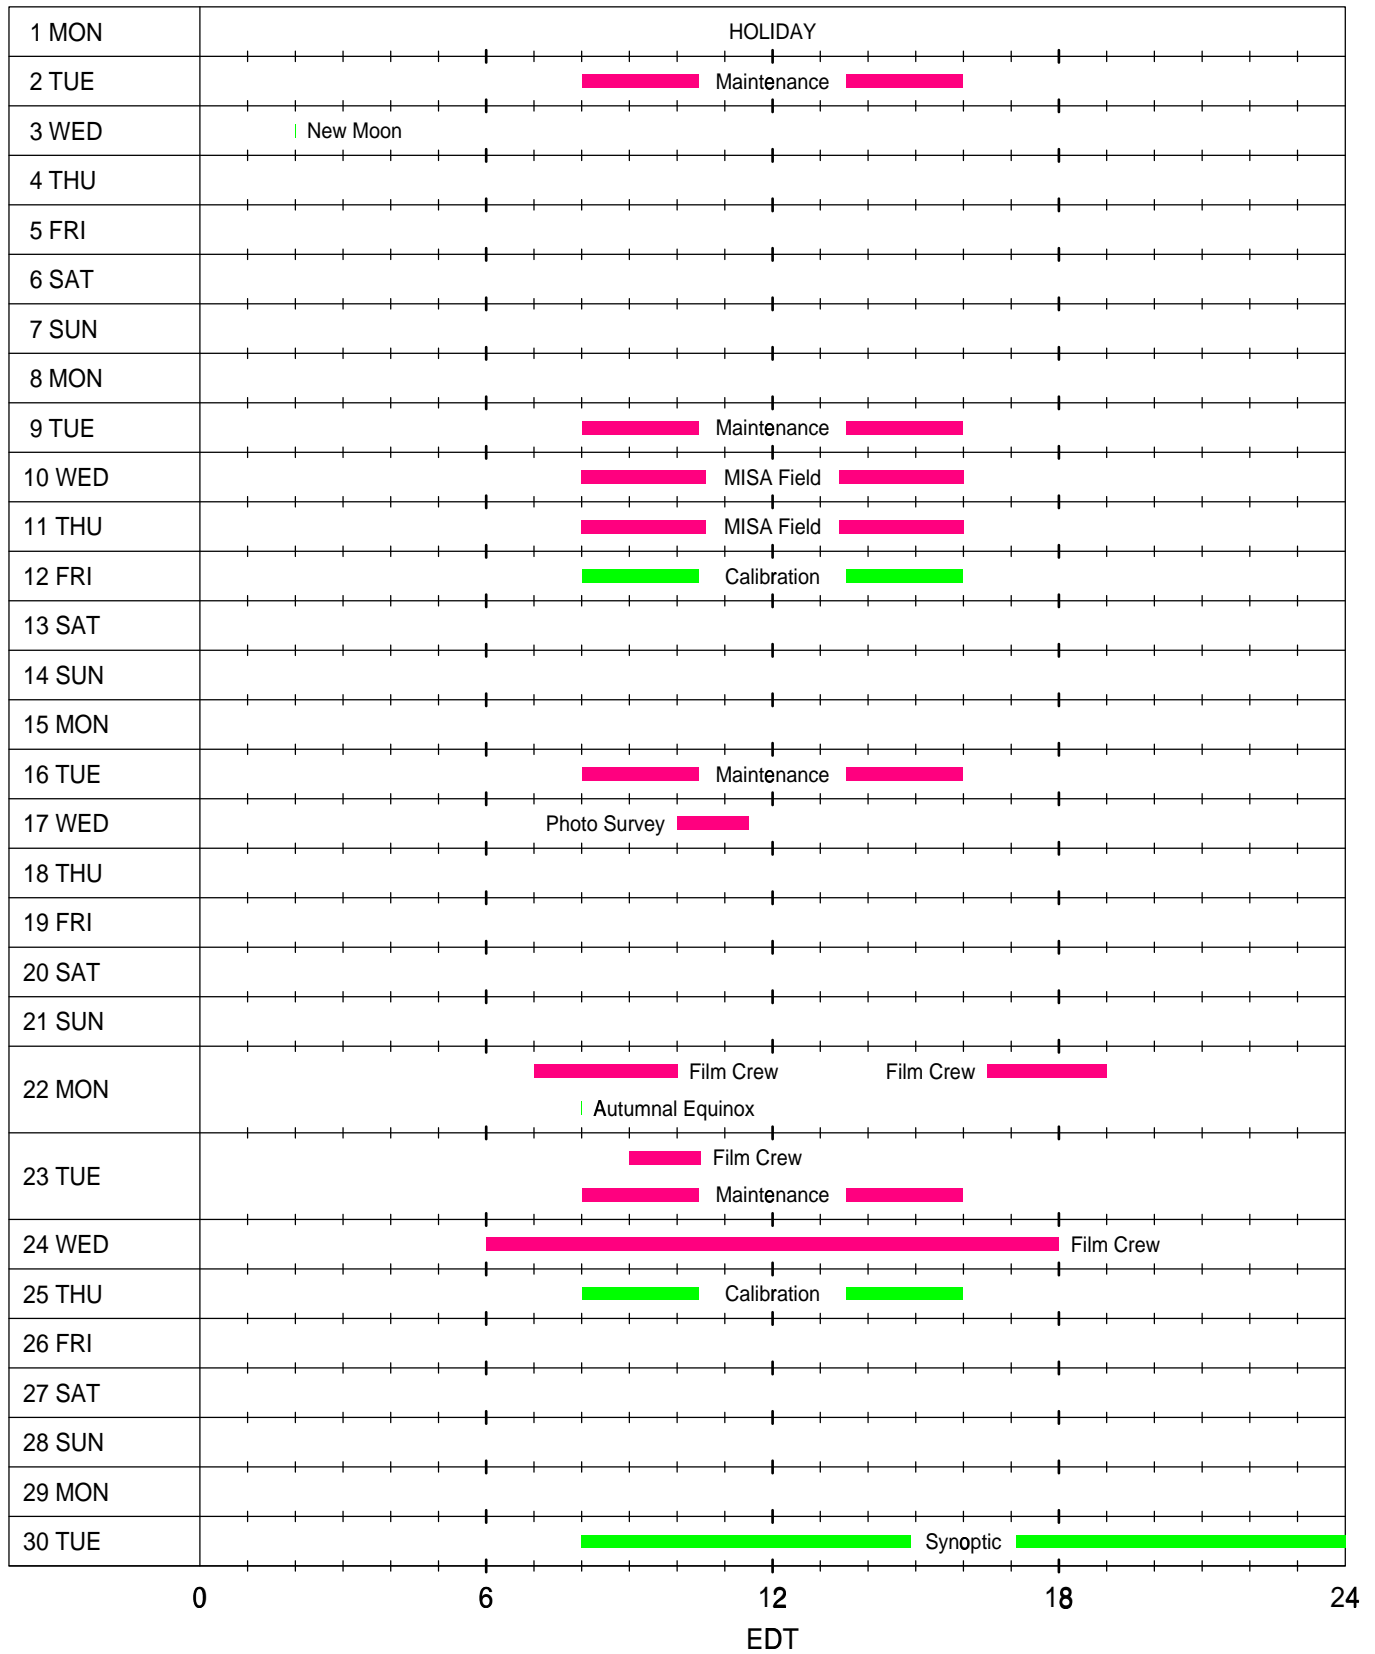 1 MON HOLIDAY
2 TUE Maintenance
3 WED New Moon
4 THU
5 FRI
6 SAT
7 SUN
8 MON
9 TUE Maintenance
10 WED MISA Field
11 THU MISA Field
12 FRI Calibration
13 SAT
14 SUN
15 MON
16 TUE Maintenance
17 WED Photo Survey
18 THU
19 FRI
20 SAT
21 SUN
22 MON
Film Crew Film Crew
Autumnal Equinox
23 TUE
Film Crew
Maintenance
24 WED Film Crew
25 THU Calibration
26 FRI
27 SAT
28 SUN
29 MON
30 TUE Synoptic
0 6 12 18 24
EDT